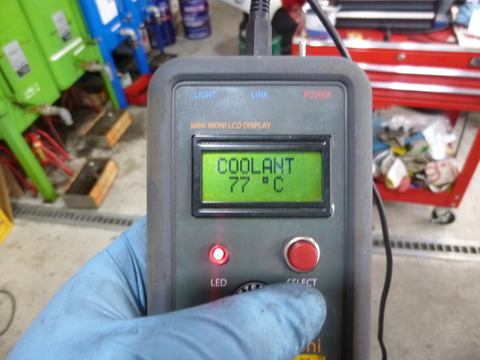 LIGHT LINK POWER
MINI-MONI LCD DISPLAY
COOLANT
77 °C
LED SELECT